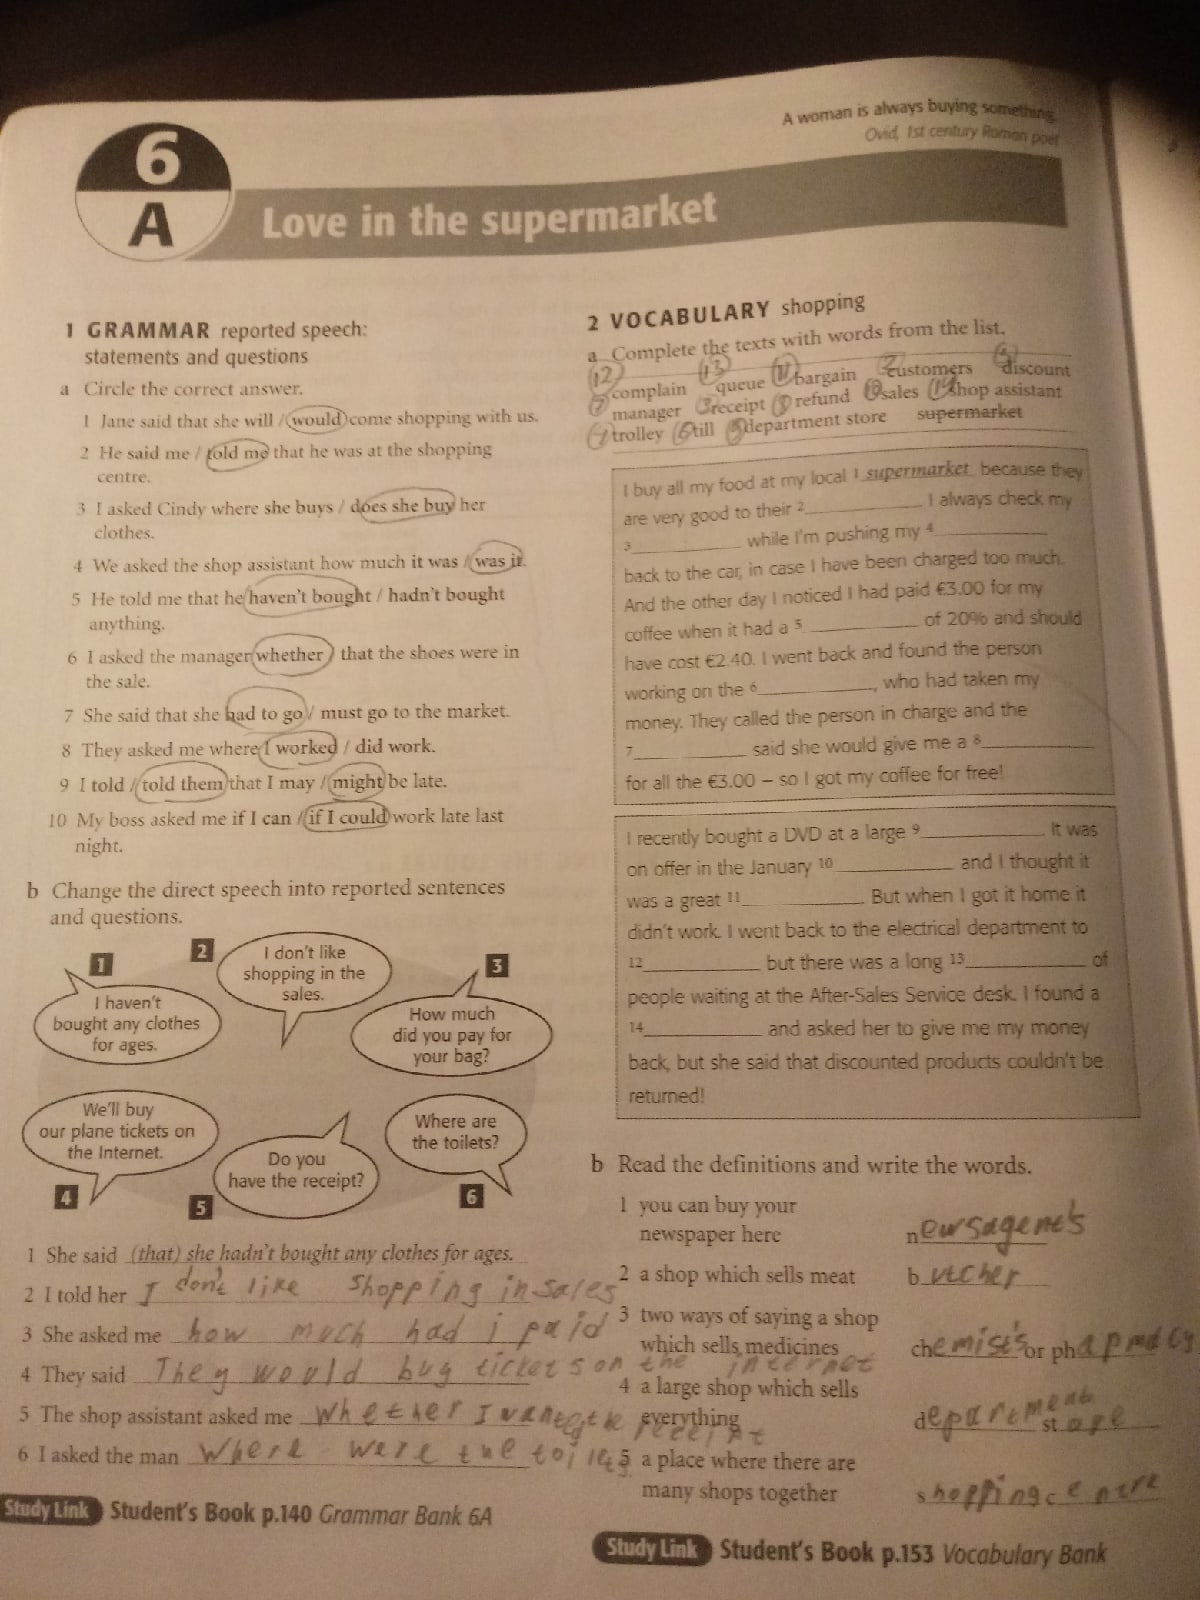 A woman is always buying something.
Ovid, 1st century Roman poet
6
A
Love in the supermarket
1 GRAMMAR reported speech:
statements and questions
a Circle the correct answer.
1 Jane said that she will / would come shopping with us.
2 He said me / told me that he was at the shopping
centre.
3 I asked Cindy where she buys / does she buy her
clothes.
4 We asked the shop assistant how much it was / was it.
5 He told me that he haven't bought / hadn't bought
anything.
6 I asked the manager whether / that the shoes were in
the sale.
7 She said that she had to go / must go to the market.
8 They asked me where I worked / did work.
9 I told / told them that I may / might be late.
10 My boss asked me if I can / if I could work late last
night.
b Change the direct speech into reported sentences
and questions.
1
I haven't
bought any clothes
for ages.
2
I don't like
shopping in the
sales.
3
How much
did you pay for
your bag?
We'll buy
our plane tickets on
the Internet.
4
Do you
have the receipt?
5
Where are
the toilets?
6
1 She said (that) she hadn't bought any clothes for ages.
2 I told her I don't like shopping in sales
3 She asked me how much had i paid
4 They said They would buy tickets on the internet
5 The shop assistant asked me whether I wanted the receipt
6 I asked the man where were the toilets
Study Link Student's Book p.140 Grammar Bank 6A
2 VOCABULARY shopping
a Complete the texts with words from the list.
12 13 11 2 5
complain queue bargain customers discount
7 manager 3 receipt 8 refund 10 sales 14 shop assistant
4 trolley 6 till 9 department store supermarket
I buy all my food at my local 1 supermarket because they
are very good to their 2 . I always check my
3 while I'm pushing my 4
back to the car, in case I have been charged too much.
And the other day I noticed I had paid €3.00 for my
coffee when it had a 5 of 20% and should
have cost €2.40. I went back and found the person
working on the 6 , who had taken my
money. They called the person in charge and the
7 said she would give me a 8
for all the €3.00 – so I got my coffee for free!
I recently bought a DVD at a large 9 . It was
on offer in the January 10 and I thought it
was a great 11 . But when I got it home it
didn't work. I went back to the electrical department to
12 but there was a long 13 of
people waiting at the After-Sales Service desk. I found a
14 and asked her to give me my money
back, but she said that discounted products couldn't be
returned!
b Read the definitions and write the words.
1 you can buy your
newspaper here newsagent's
2 a shop which sells meat butcher
3 two ways of saying a shop
which sells medicines chemist's or phapmacy
4 a large shop which sells
everything department store
5 a place where there are
many shops together shopping centre
Study Link Student's Book p.153 Vocabulary Bank